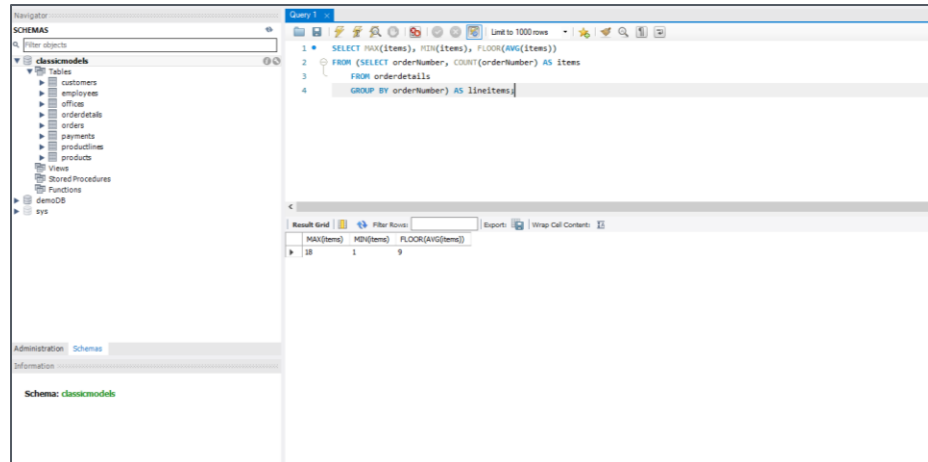 Navigator
SCHEMAS
Filter objects
classicmodels
Tables
customers
employees
offices
orderdetails
orders
payments
productlines
products
Views
Stored Procedures
Functions
demoDB
sys
Administration Schemas
Information
Schema: classicmodels
Query 1
Limit to 1000 rows
1 SELECT MAX(items), MIN(items), FLOOR(AVG(items))
2 FROM (SELECT orderNumber, COUNT(orderNumber) AS items
3 FROM orderdetails
4 GROUP BY orderNumber) AS lineitems;
Result Grid Filter Rows: Export: Wrap Cell Content:
MAX(items) MIN(items) FLOOR(AVG(items))
18 1 9